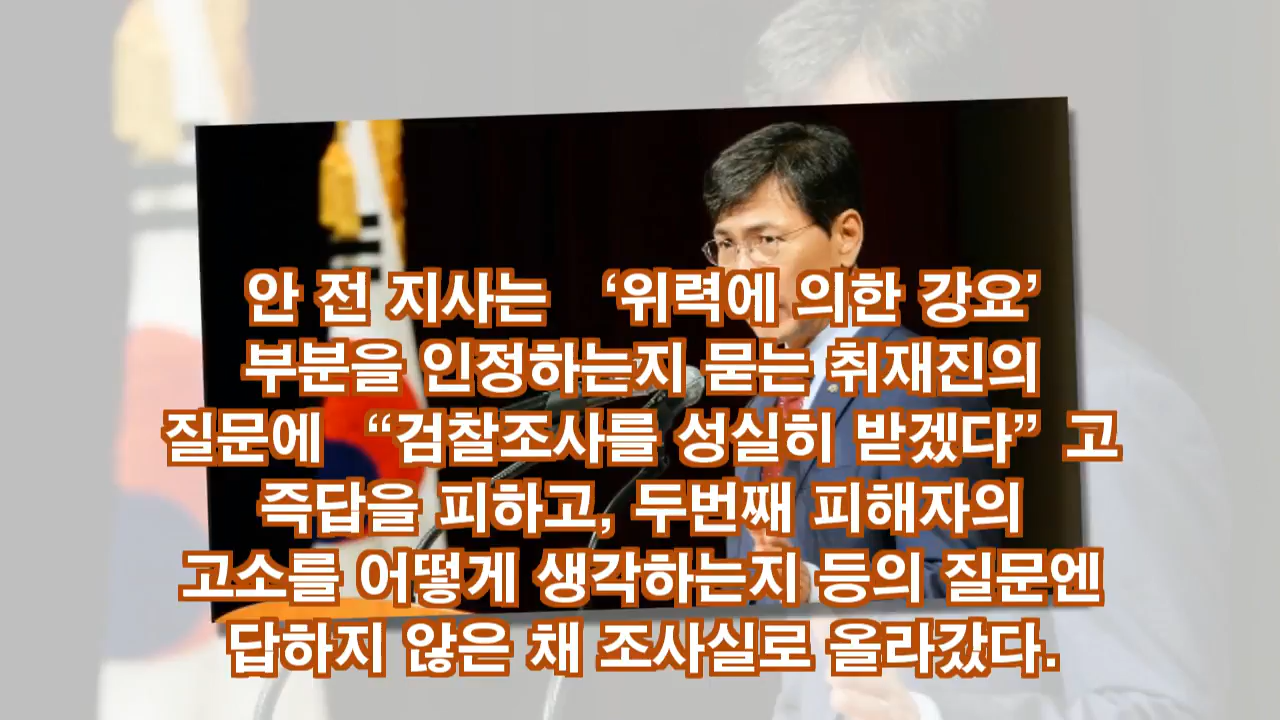 안 전 지사는 ‘위력에 의한 강요’
부분을 인정하는지 묻는 취재진의
질문에 “검찰조사를 성실히 받겠다” 고
즉답을 피하고, 두번째 피해자의
고소를 어떻게 생각하는지 등의 질문엔
답하지 않은 채 조사실로 올라갔다.